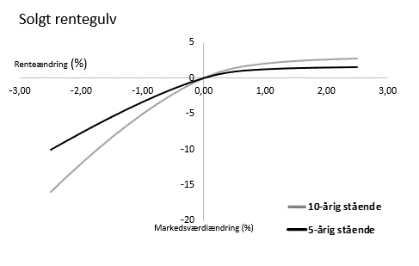 Solgt rentegulv
5
Renteændring (%)
0
-3,00 -2,00 -1,00 0,00 1,00 2,00 3,00
-5
-10
-15
-20
10-årig stående
5-årig stående
Markedsværdiændring (%)